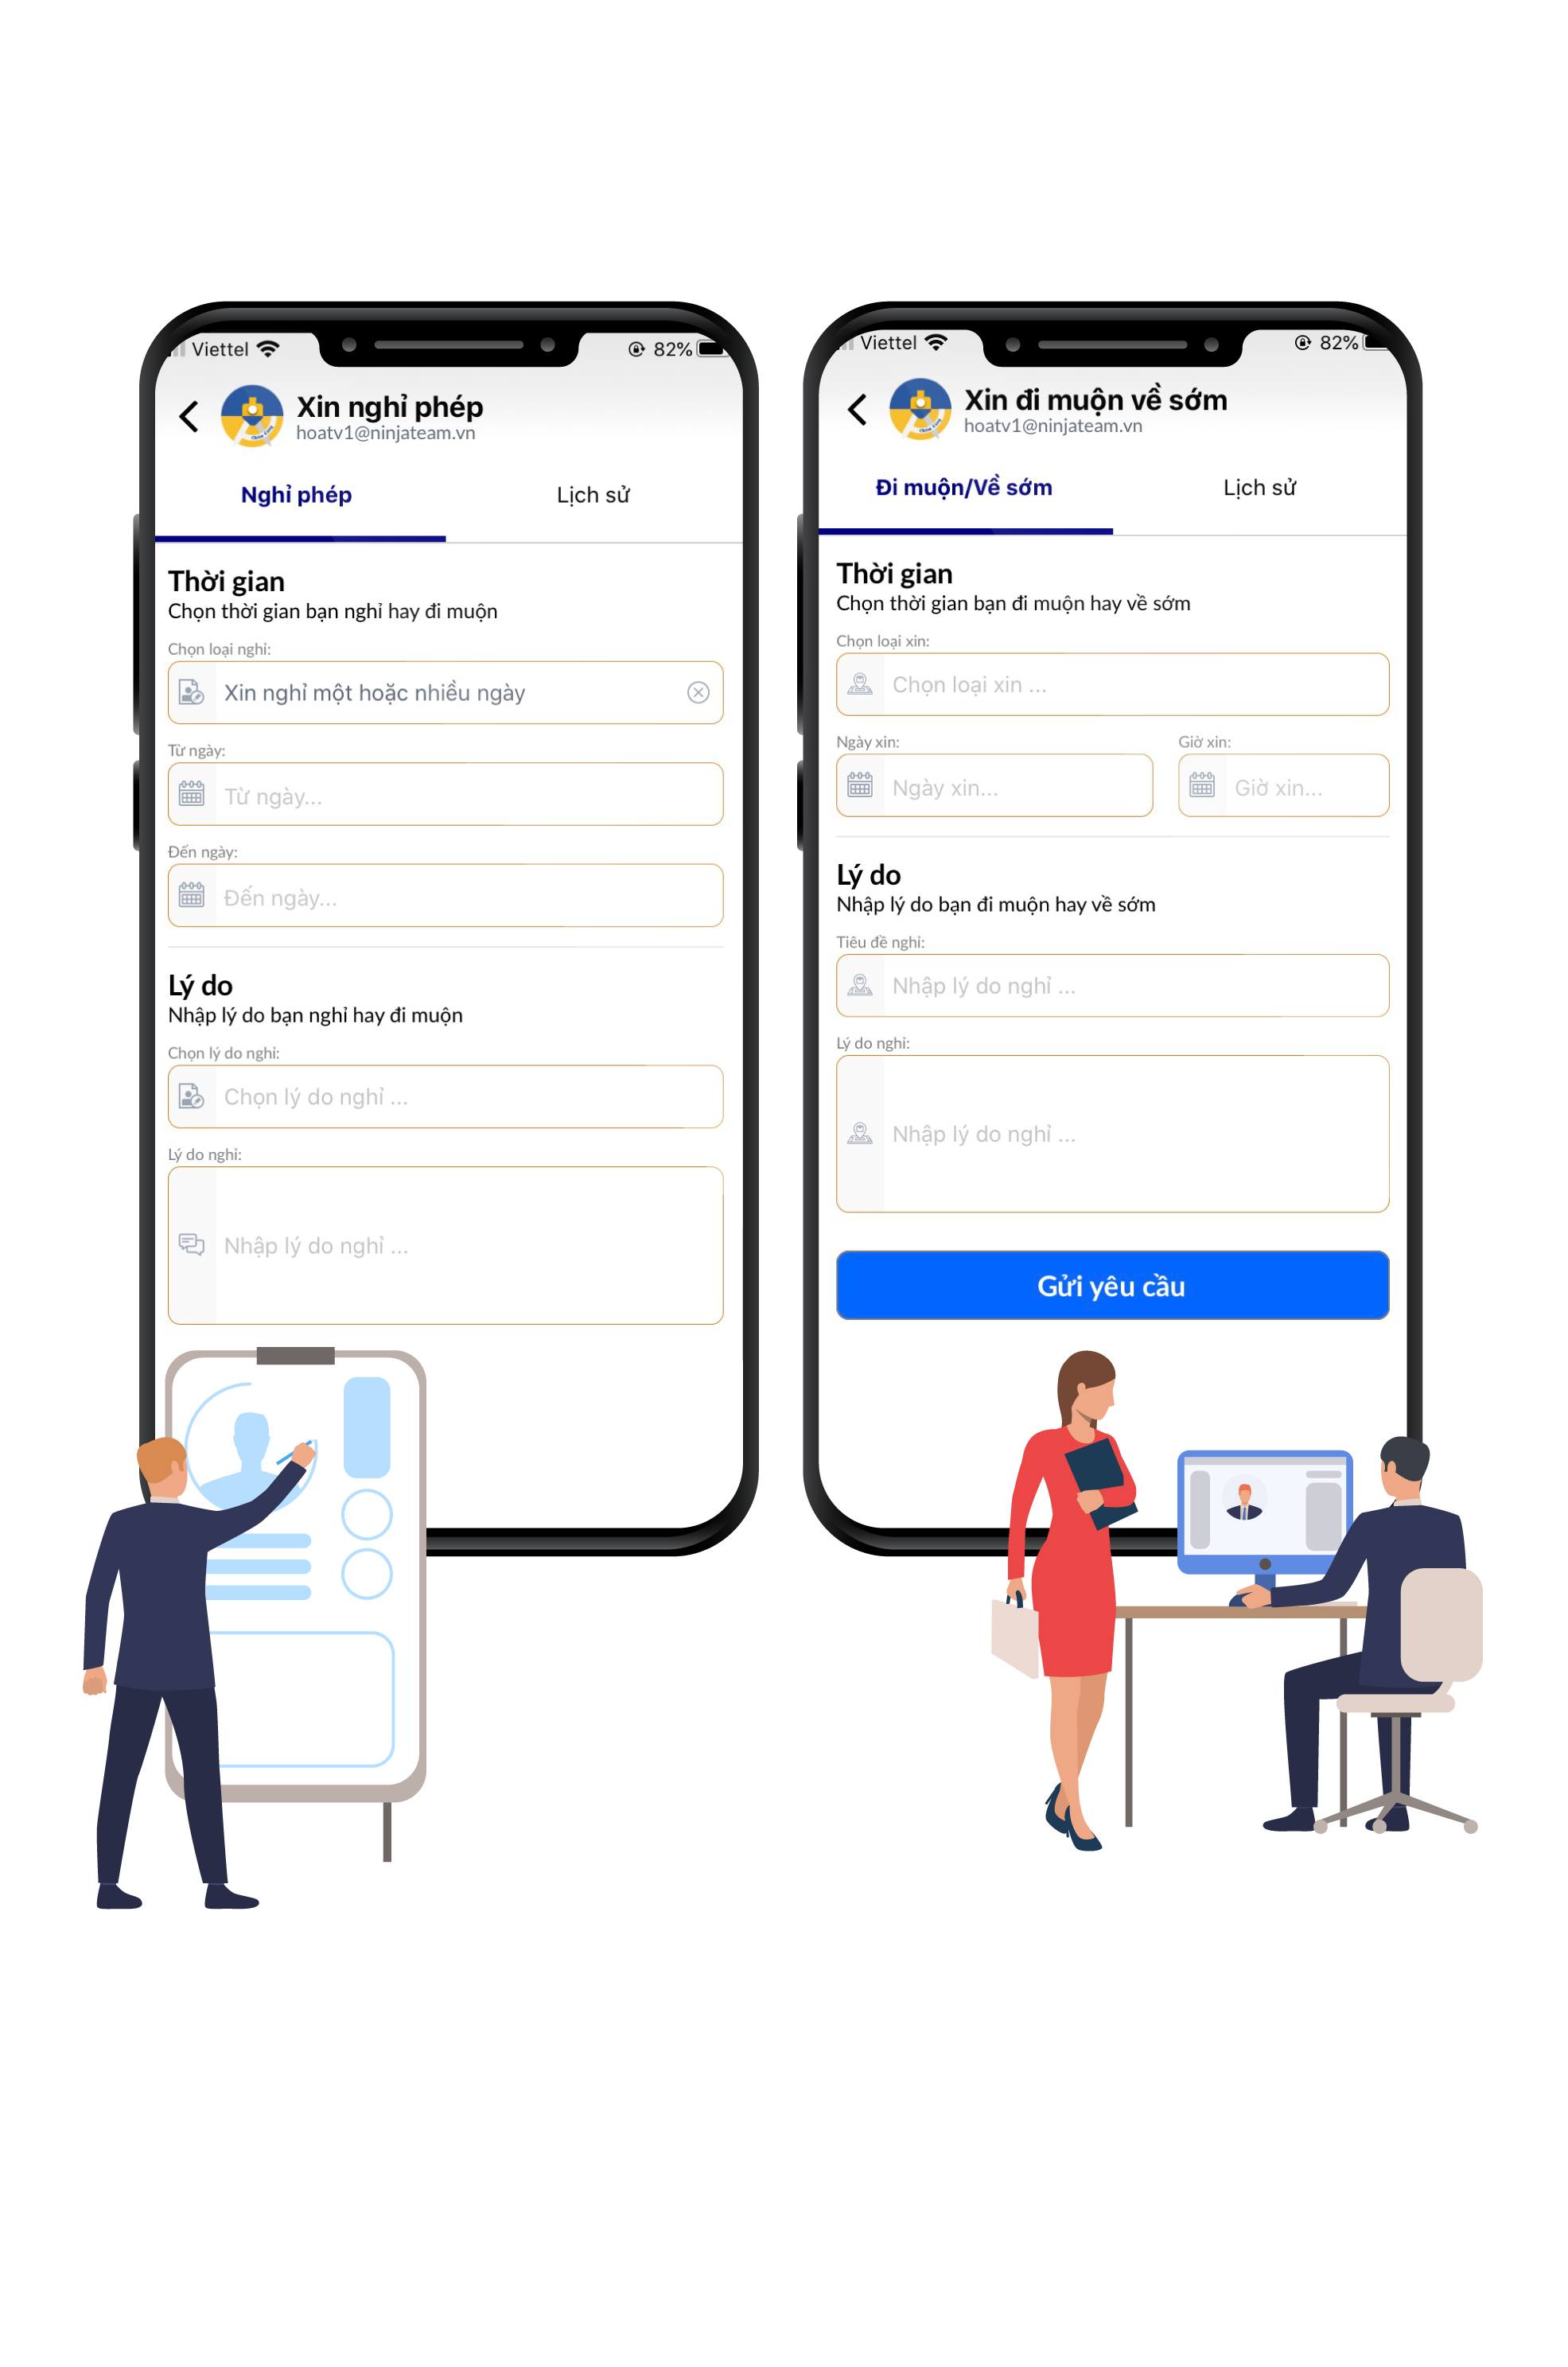 Viettel
82%
Xin nghỉ phép
hoatv1@ninjateam.vn
Nghỉ phép
Lịch sử
Thời gian
Chọn thời gian bạn nghỉ hay đi muộn
Chọn loại nghỉ:
Xin nghỉ một hoặc nhiều ngày
Từ ngày:
Từ ngày...
Đến ngày:
Đến ngày...
Lý do
Nhập lý do bạn nghỉ hay đi muộn
Chọn lý do nghỉ:
Chọn lý do nghỉ ...
Lý do nghỉ:
Nhập lý do nghỉ ...
Viettel
82%
Xin đi muộn về sớm
hoatv1@ninjateam.vn
Đi muộn/Về sớm
Lịch sử
Thời gian
Chọn thời gian bạn đi muộn hay về sớm
Chọn loại xin:
Chọn loại xin ...
Ngày xin:
Giờ xin:
Ngày xin...
Giờ xin...
Lý do
Nhập lý do bạn đi muộn hay về sớm
Tiêu đề nghỉ:
Nhập lý do nghỉ ...
Lý do nghỉ:
Nhập lý do nghỉ ...
Gửi yêu cầu